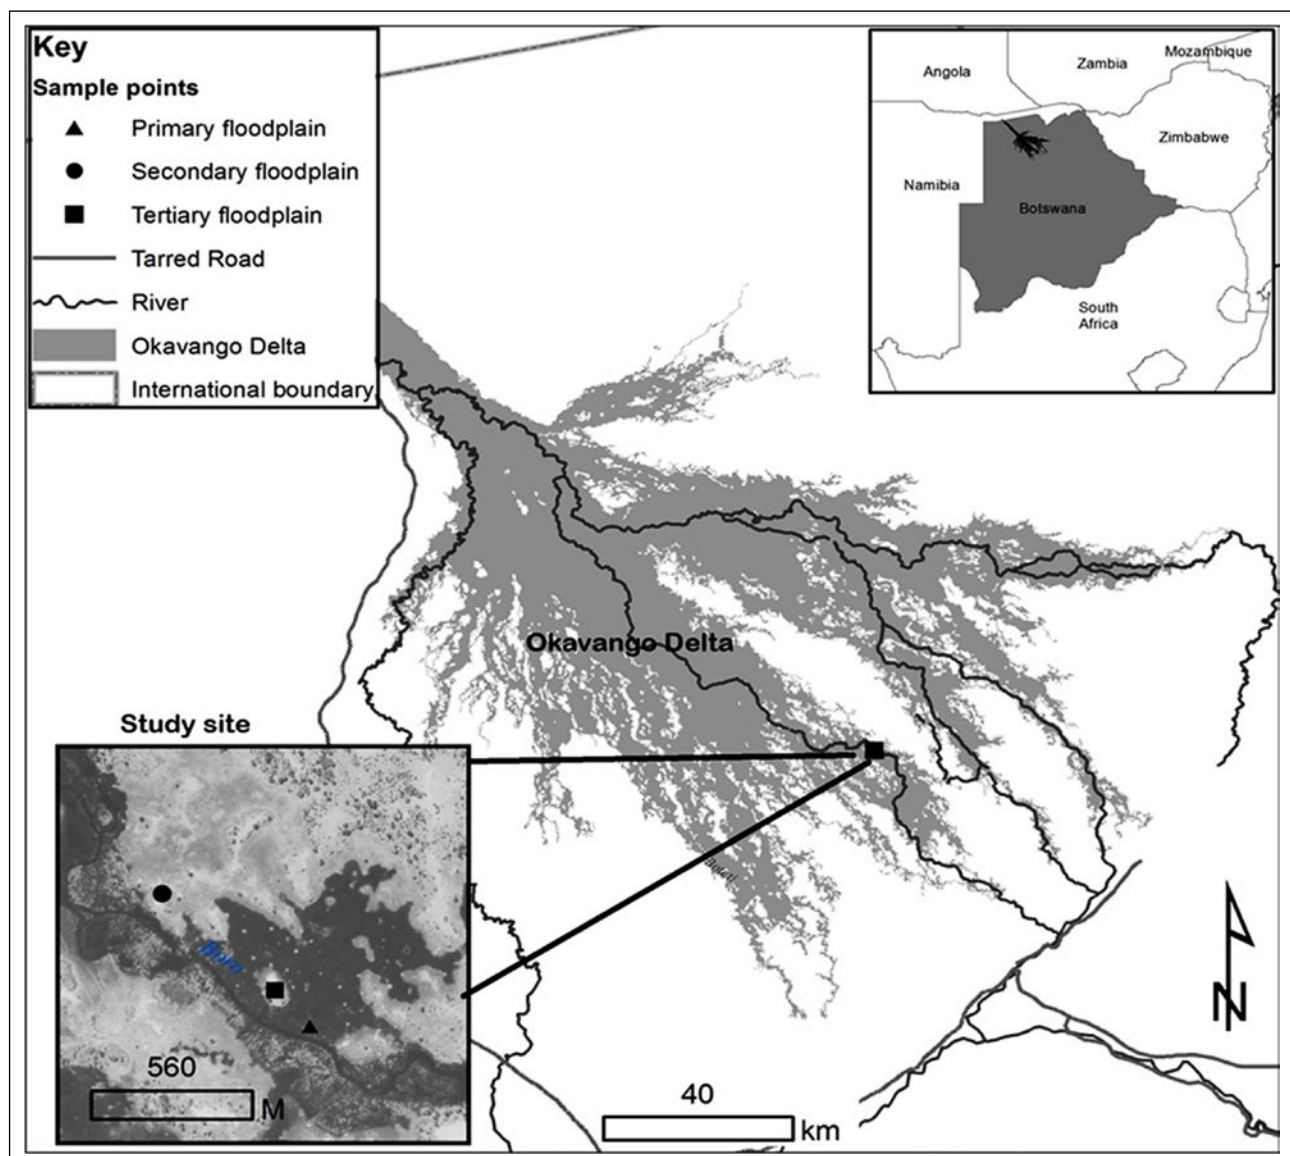 Key
Sample points
Primary floodplain
Secondary floodplain
Tertiary floodplain
Tarred Road
River
Okavango Delta
International boundary
Angola
Zambia
Mozambique
Zimbabwe
Namibia
Botswana
South
Africa
Okavango Delta
Study site
Boro
560
M
40
km
N